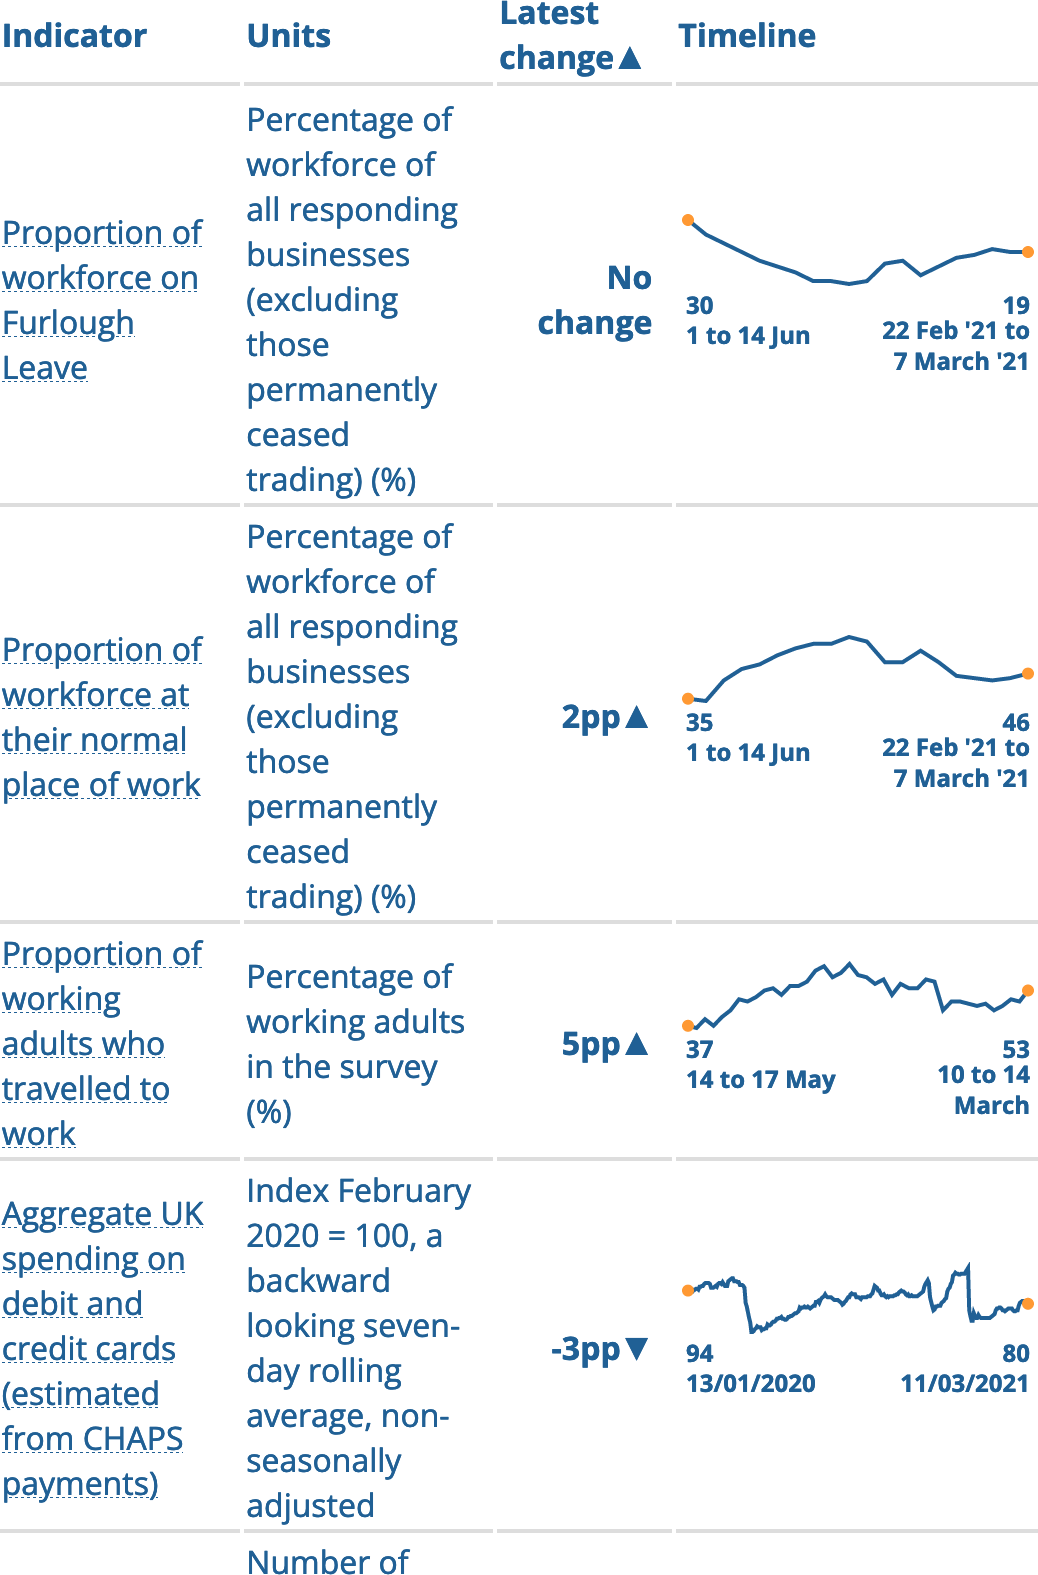 Indicator
Units
Latest
change▲
Timeline
Proportion of
workforce on
Furlough
Leave
Percentage of
workforce of
all responding
businesses
(excluding
those
permanently
ceased
trading) (%)
No
change
30
1 to 14 Jun
19
22 Feb '21 to
7 March '21
Proportion of
workforce at
their normal
place of work
Percentage of
workforce of
all responding
businesses
(excluding
those
permanently
ceased
trading) (%)
2pp▲
35
1 to 14 Jun
46
22 Feb '21 to
7 March '21
Proportion of
working
adults who
travelled to
work
Percentage of
working adults
in the survey
(%)
5pp▲
37
14 to 17 May
53
10 to 14
March
Aggregate UK
spending on
debit and
credit cards
(estimated
from CHAPS
payments)
Index February
2020 = 100, a
backward
looking seven-
day rolling
average, non-
seasonally
adjusted
-3pp▼
94
13/01/2020
80
11/03/2021
Number of